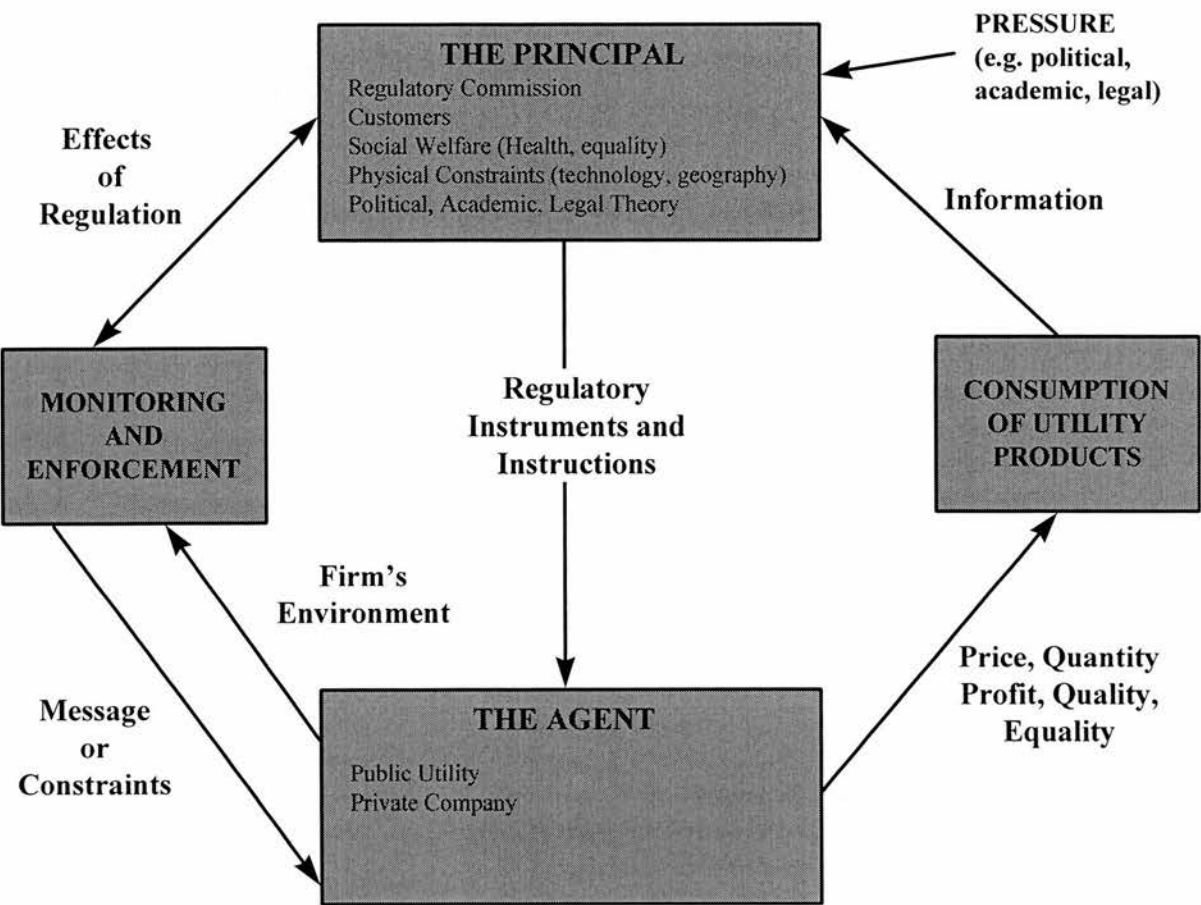 PRESSURE
(e.g. political,
academic, legal)
THE PRINCIPAL
Regulatory Commission
Customers
Social Welfare (Health, equality)
Physical Constraints (technology, geography)
Political, Academic, Legal Theory
Effects
of
Regulation
Information
MONITORING
AND
ENFORCEMENT
Regulatory
Instruments and
Instructions
CONSUMPTION
OF UTILITY
PRODUCTS
Firm's
Environment
Message
or
Constraints
Price, Quantity
Profit, Quality,
Equality
THE AGENT
Public Utility
Private Company